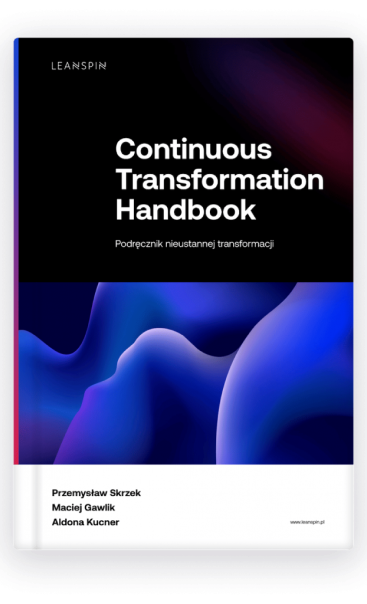 LEANSPIN
Continuous
Transformation
Handbook
Podręcznik nieustannej transformacji
Przemysław Skrzek
Maciej Gawlik
Aldona Kucner
www.leanspin.pl